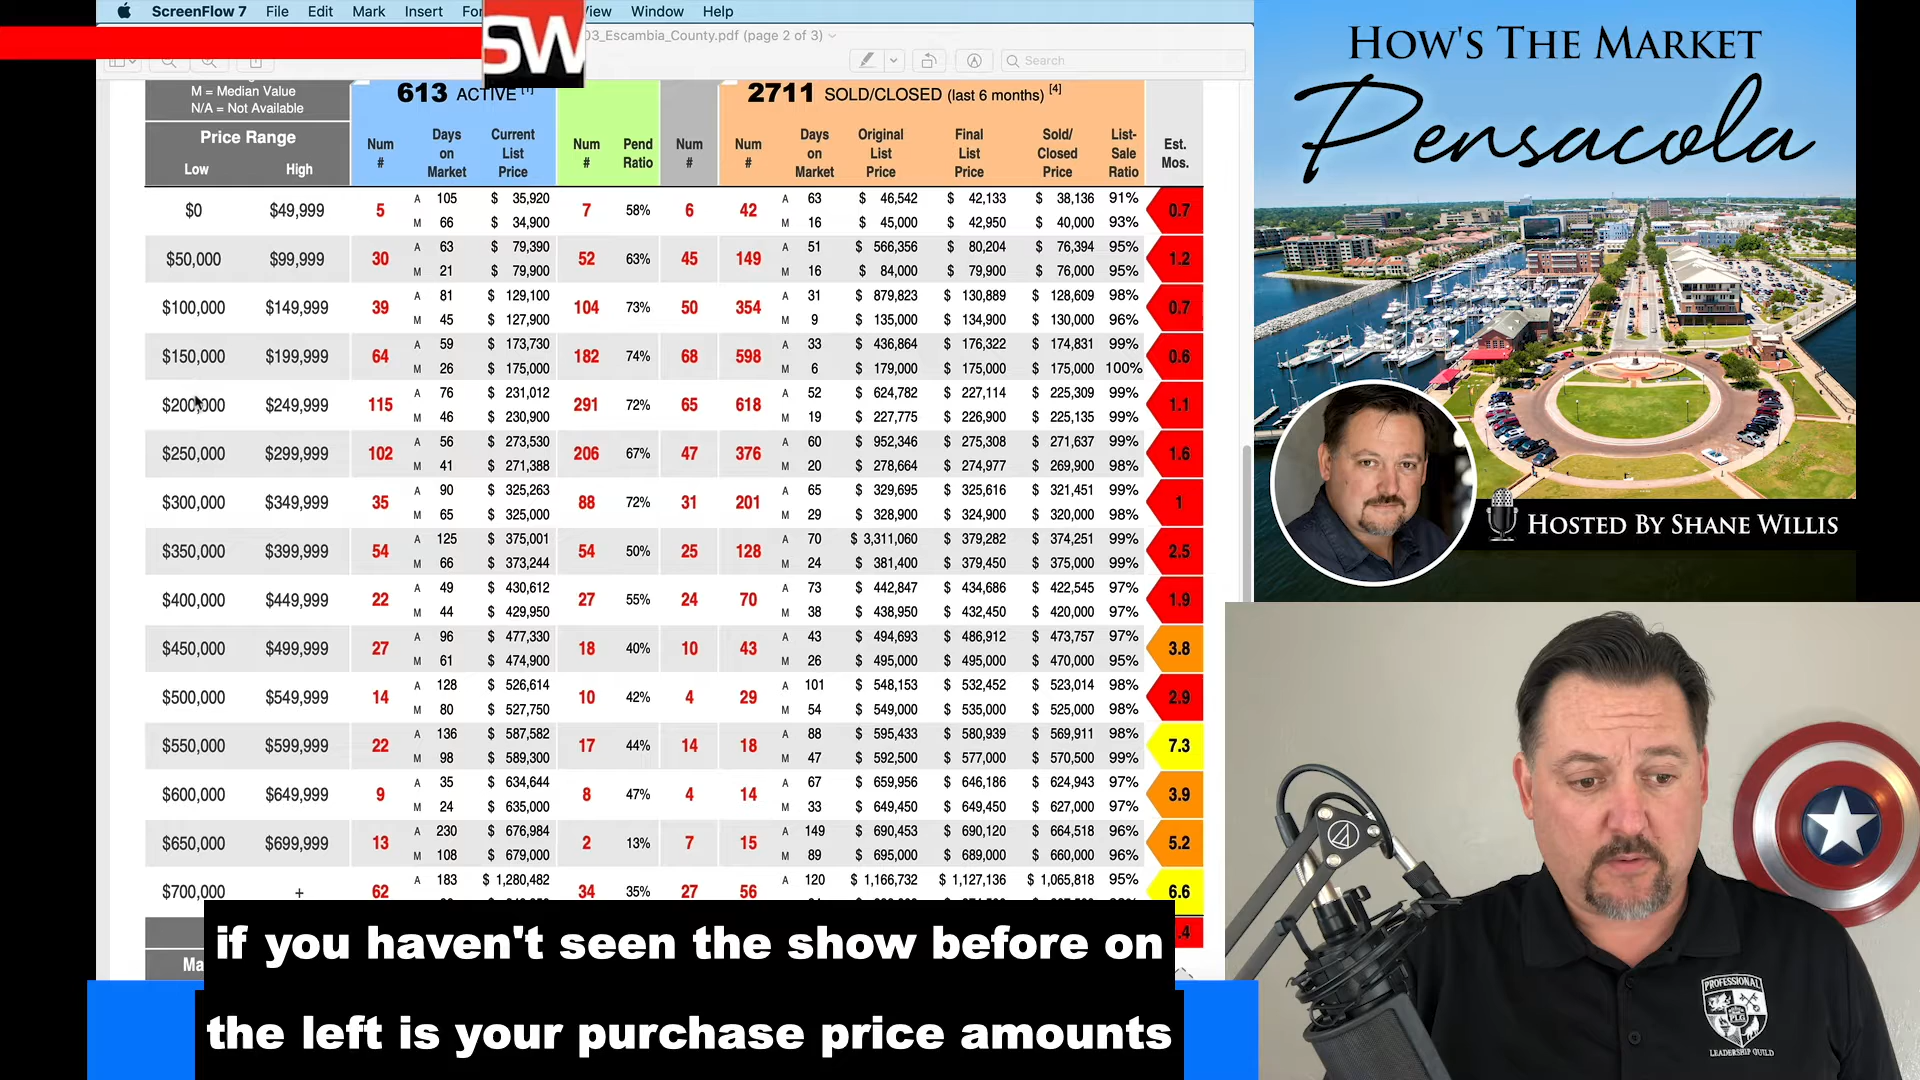 ScreenFlow 7 File Edit Mark Insert View Window Help
SW
03_Escambia_County.pdf (page 2 of 3)
Search
M = Median Value
N/A = Not Available
613 ACTIVE [1]
2711 SOLD/CLOSED (last 6 months) [4]
Price Range
Low High
Num # Days on Market Current List Price Num # Pend Ratio Num # Num # Days on Market Original List Price Final List Price Sold/ Closed Price List-Sale Ratio Est. Mos.
$0 $49,999 5 A 105 $ 35,920 7 58% 6 42 A 63 $ 46,542 $ 42,133 $ 38,136 91% 0.7
M 66 $ 34,900 M 16 $ 45,000 $ 42,950 $ 40,000 93%
$50,000 $99,999 30 A 63 $ 79,390 52 63% 45 149 A 51 $ 566,356 $ 80,204 $ 76,394 95% 1.2
M 21 $ 79,900 M 16 $ 84,000 $ 79,900 $ 76,000 95%
$100,000 $149,999 39 A 81 $ 129,100 104 73% 50 354 A 31 $ 879,823 $ 130,889 $ 128,609 98% 0.7
M 45 $ 127,900 M 9 $ 135,000 $ 134,900 $ 130,000 96%
$150,000 $199,999 64 A 59 $ 173,730 182 74% 68 598 A 33 $ 436,864 $ 176,322 $ 174,831 99% 0.6
M 26 $ 175,000 M 6 $ 179,000 $ 175,000 $ 175,000 100%
$200,000 $249,999 115 A 76 $ 231,012 291 72% 65 618 A 52 $ 624,782 $ 227,114 $ 225,309 99% 1.1
M 46 $ 230,900 M 19 $ 227,775 $ 226,900 $ 225,135 99%
$250,000 $299,999 102 A 56 $ 273,530 206 67% 47 376 A 60 $ 952,346 $ 275,308 $ 271,637 99% 1.6
M 41 $ 271,388 M 20 $ 278,664 $ 274,977 $ 269,900 98%
$300,000 $349,999 35 A 90 $ 325,263 88 72% 31 201 A 65 $ 329,695 $ 325,616 $ 321,451 99% 1
M 65 $ 325,000 M 29 $ 328,900 $ 324,900 $ 320,000 98%
$350,000 $399,999 54 A 125 $ 375,001 54 50% 25 128 A 70 $ 3,311,060 $ 379,282 $ 374,251 99% 2.5
M 66 $ 373,244 M 24 $ 381,400 $ 379,450 $ 375,000 99%
$400,000 $449,999 22 A 49 $ 430,612 27 55% 24 70 A 73 $ 442,847 $ 434,686 $ 422,545 97% 1.9
M 44 $ 429,950 M 38 $ 438,950 $ 432,450 $ 420,000 97%
$450,000 $499,999 27 A 96 $ 477,330 18 40% 10 43 A 43 $ 494,693 $ 486,912 $ 473,757 97% 3.8
M 61 $ 474,900 M 26 $ 495,000 $ 495,000 $ 470,000 95%
$500,000 $549,999 14 A 128 $ 526,614 10 42% 4 29 A 101 $ 548,153 $ 532,452 $ 523,014 98% 2.9
M 80 $ 527,750 M 54 $ 549,000 $ 535,000 $ 525,000 98%
$550,000 $599,999 22 A 136 $ 587,582 17 44% 14 18 A 88 $ 595,433 $ 580,939 $ 569,911 98% 7.3
M 98 $ 589,300 M 47 $ 592,500 $ 577,000 $ 570,500 99%
$600,000 $649,999 9 A 35 $ 634,644 8 47% 4 14 A 67 $ 659,956 $ 646,186 $ 624,943 97% 3.9
M 24 $ 635,000 M 33 $ 649,450 $ 649,450 $ 627,000 97%
$650,000 $699,999 13 A 230 $ 676,984 2 13% 7 15 A 149 $ 690,453 $ 690,120 $ 664,518 96% 5.2
M 108 $ 679,000 M 89 $ 695,000 $ 689,000 $ 660,000 96%
$700,000 + 62 A 183 $ 1,280,482 34 35% 27 56 A 120 $ 1,166,732 $ 1,127,136 $ 1,065,818 95% 6.6
if you haven't seen the show before on
the left is your purchase price amounts
HOW'S THE MARKET
Pensacola
HOSTED BY SHANE WILLIS
PROFESSIONAL
PLG
LEADERSHIP GUILD